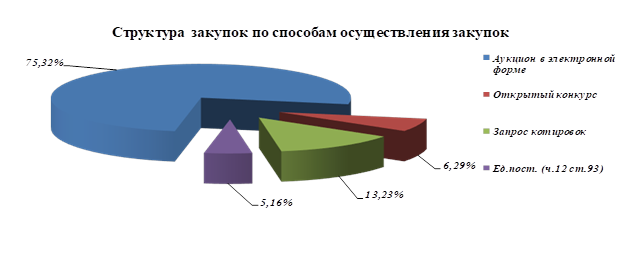 Структура закупок по способам осуществления закупок
75,32%
Аукцион в электронной
форме
Открытый конкурс
Запрос котировок
Ед.пост. (ч.12 ст.93)
6,29%
13,23%
5,16%